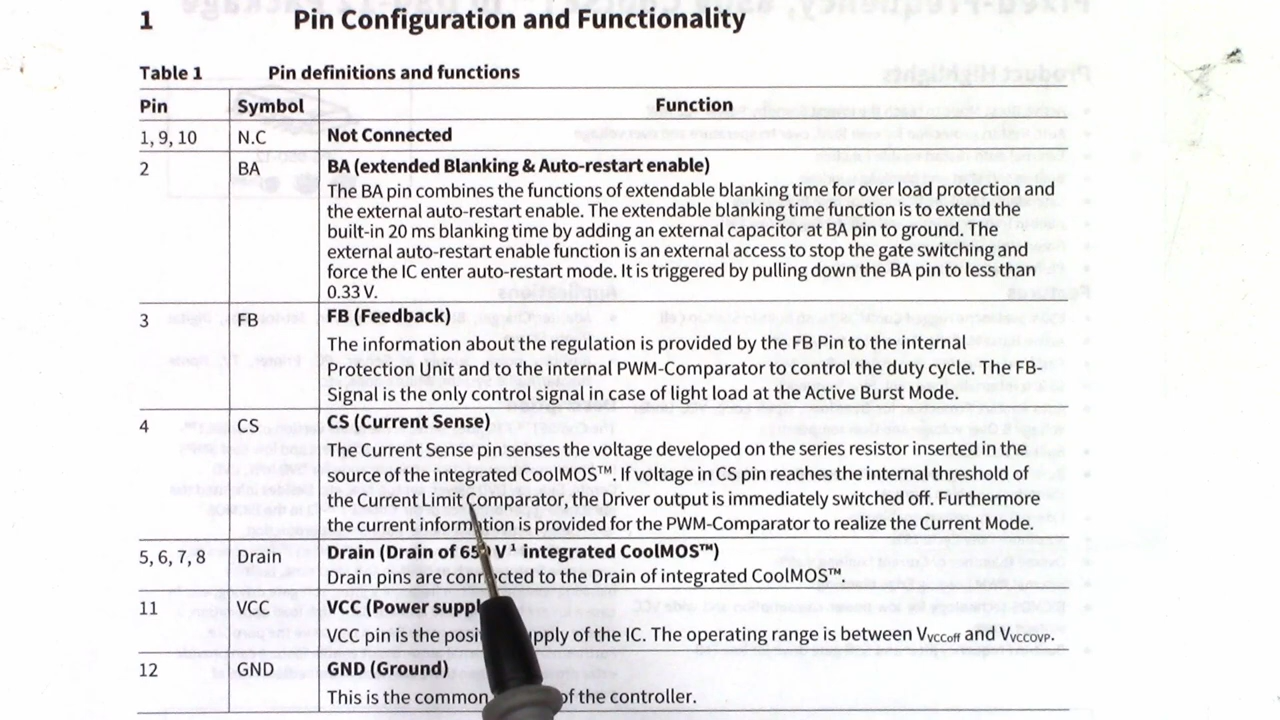 1 Pin Configuration and Functionality
Table 1 Pin definitions and functions
Pin Symbol Function
1, 9, 10 N.C Not Connected
2 BA BA (extended Blanking & Auto-restart enable)
The BA pin combines the functions of extendable blanking time for over load protection and
the external auto-restart enable. The extendable blanking time function is to extend the
built-in 20 ms blanking time by adding an external capacitor at BA pin to ground. The
external auto-restart enable function is an external access to stop the gate switching and
force the IC enter auto-restart mode. It is triggered by pulling down the BA pin to less than
0.33 V.
3 FB FB (Feedback)
The information about the regulation is provided by the FB Pin to the internal
Protection Unit and to the internal PWM-Comparator to control the duty cycle. The FB-
Signal is the only control signal in case of light load at the Active Burst Mode.
4 CS CS (Current Sense)
The Current Sense pin senses the voltage developed on the series resistor inserted in the
source of the integrated CoolMOS™. If voltage in CS pin reaches the internal threshold of
the Current Limit Comparator, the Driver output is immediately switched off. Furthermore
the current information is provided for the PWM-Comparator to realize the Current Mode.
5, 6, 7, 8 Drain Drain (Drain of 650 V¹ integrated CoolMOS™)
Drain pins are connected to the Drain of integrated CoolMOS™.
11 VCC VCC (Power suppl
VCC pin is the posi pply of the IC. The operating range is between VVCCoff and VVCCOVP.
12 GND GND (Ground)
This is the common of the controller.